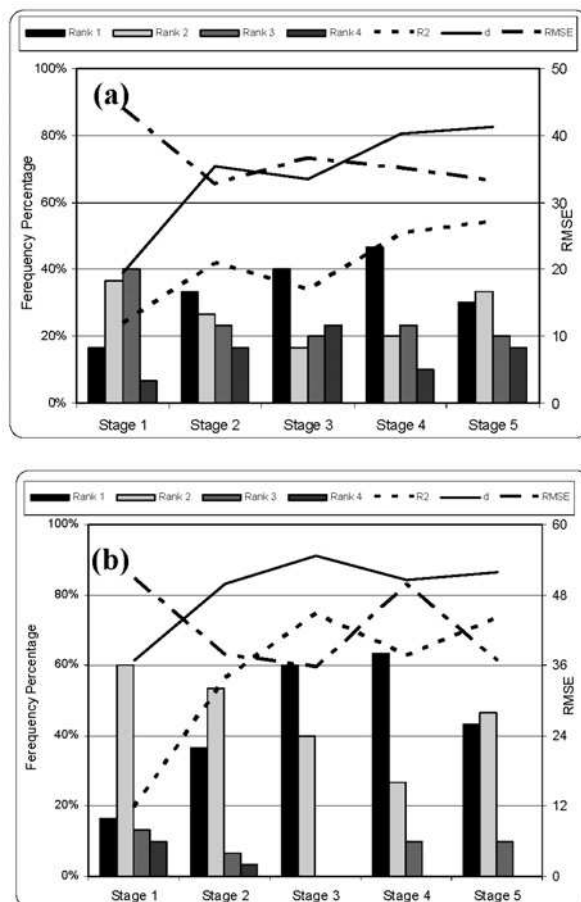 Rank 1 Rank 2 Rank 3 Rank 4 R2 d RMSE
(a)
100%
80%
60%
40%
20%
0%
Ferequency Percentage
50
40
30
20
10
0
RMSE
Stage 1 Stage 2 Stage 3 Stage 4 Stage 5
Rank 1 Rank 2 Rank 3 Rank 4 R2 d RMSE
(b)
100%
80%
60%
40%
20%
0%
Ferequency Percentage
60
48
36
24
12
0
RMSE
Stage 1 Stage 2 Stage 3 Stage 4 Stage 5